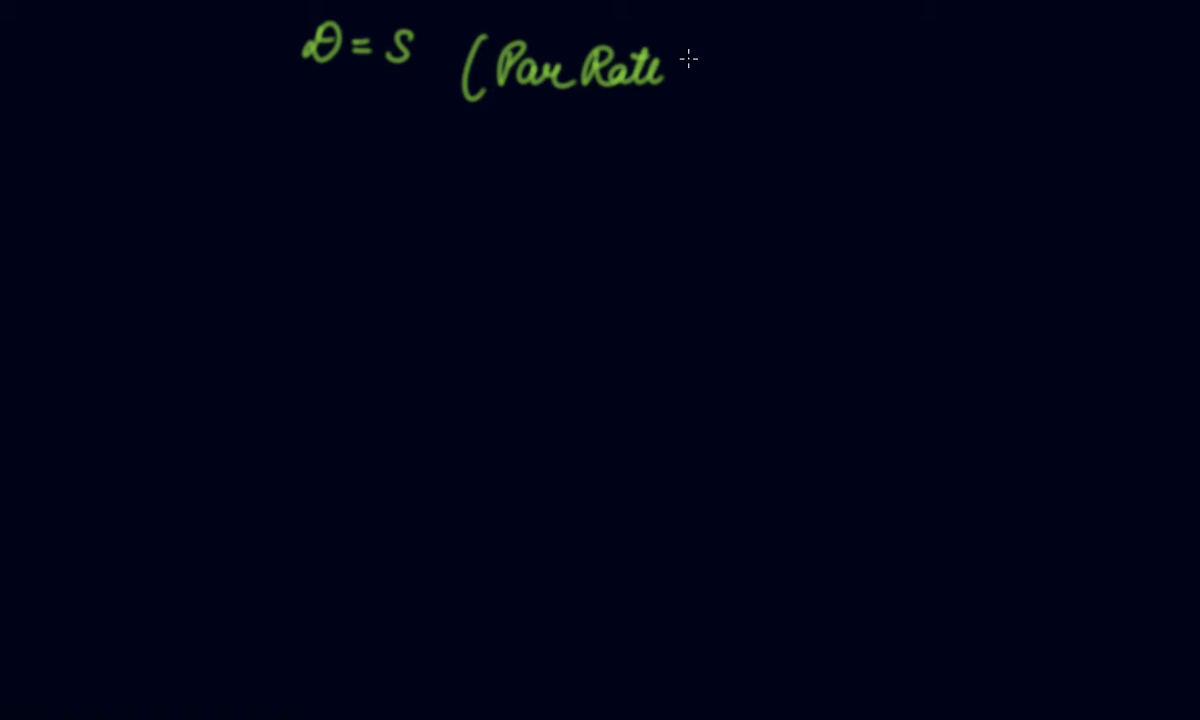 D = S (Par Rate